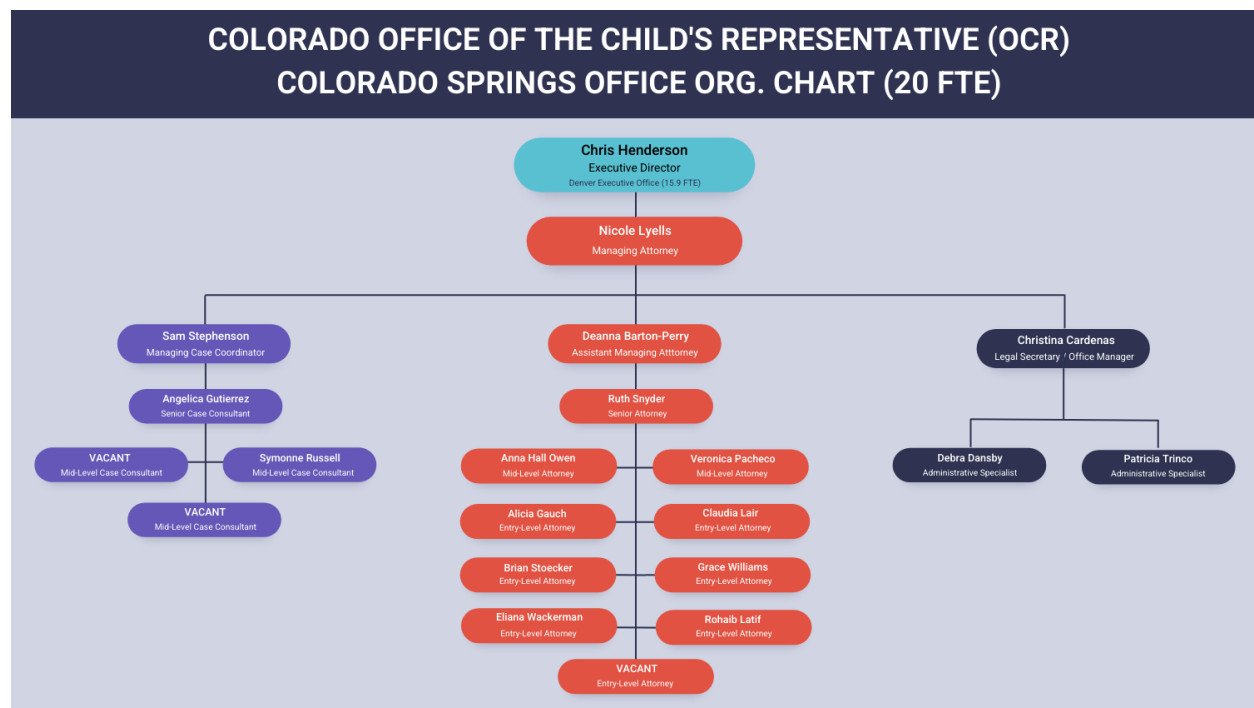 COLORADO OFFICE OF THE CHILD'S REPRESENTATIVE (OCR)
COLORADO SPRINGS OFFICE ORG. CHART (20 FTE)
Chris Henderson
Executive Director
Denver Executive Office (15.9 FTE)
Nicole Lyells
Managing Attorney
Sam Stephenson
Managing Case Coordinator
Angelica Gutierrez
Senior Case Consultant
VACANT
Mid-Level Case Consultant
Symonne Russell
Mid-Level Case Consultant
VACANT
Mid-Level Case Consultant
Deanna Barton-Perry
Assistant Managing Atttorney
Ruth Snyder
Senior Attorney
Anna Hall Owen
Mid-Level Attorney
Veronica Pacheco
Mid-Level Attorney
Alicia Gauch
Entry-Level Attorney
Claudia Lair
Entry-Level Attorney
Brian Stoecker
Entry-Level Attorney
Grace Williams
Entry-Level Attorney
Eliana Wackerman
Entry-Level Attorney
Rohaib Latif
Entry-Level Attorney
VACANT
Entry-Level Attorney
Christina Cardenas
Legal Secretary / Office Manager
Debra Dansby
Administrative Specialist
Patricia Trinco
Administrative Specialist